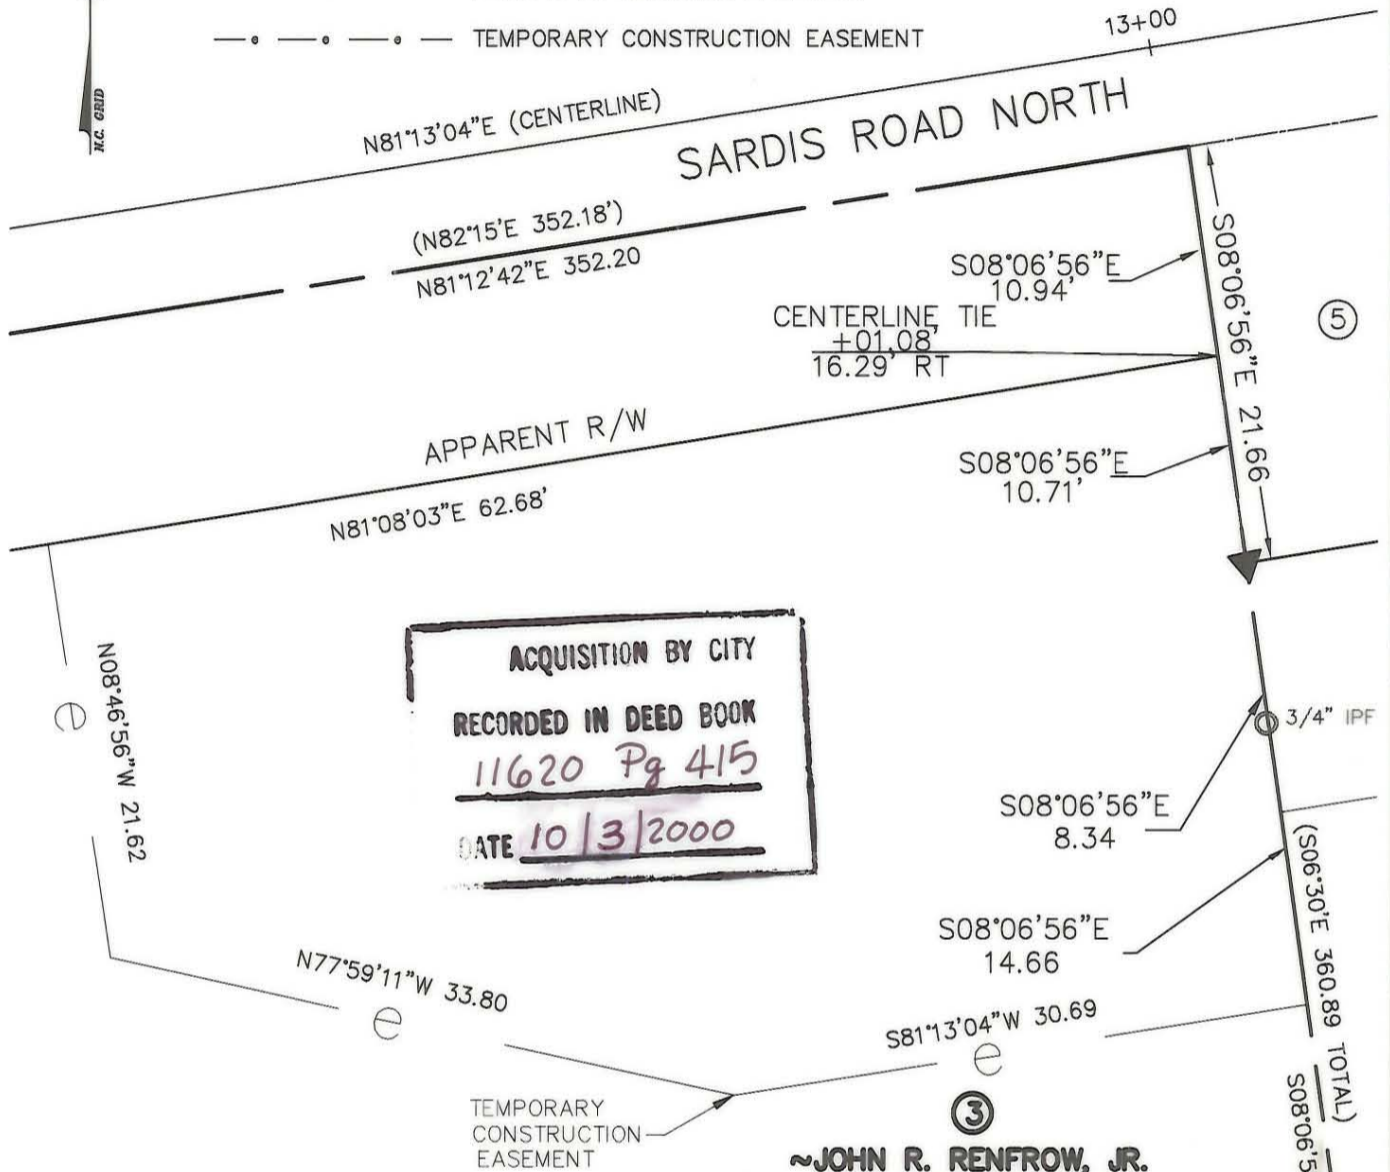 TEMPORARY CONSTRUCTION EASEMENT
13+00
N.C. GRID
N81°13'04"E (CENTERLINE)
SARDIS ROAD NORTH
(N82°15'E 352.18')
N81°12'42"E 352.20
S08°06'56"E
10.94'
S08°06'56"E 21.66
5
CENTERLINE TIE
+01.08'
16.29' RT
APPARENT R/W
N81°08'03"E 62.68'
S08°06'56"E
10.71'
ACQUISITION BY CITY
RECORDED IN DEED BOOK
11620 Pg 415
DATE 10/3/2000
N08°46'56"W 21.62
e
3/4" IPF
S08°06'56"E
8.34
(S06°30'E 360.89 TOTAL)
S08°06'56"E
14.66
N77°59'11"W 33.80
e
S81°13'04"W 30.69
e
TEMPORARY
CONSTRUCTION
EASEMENT
3
~JOHN R. RENFROW, JR.
S08°06'5